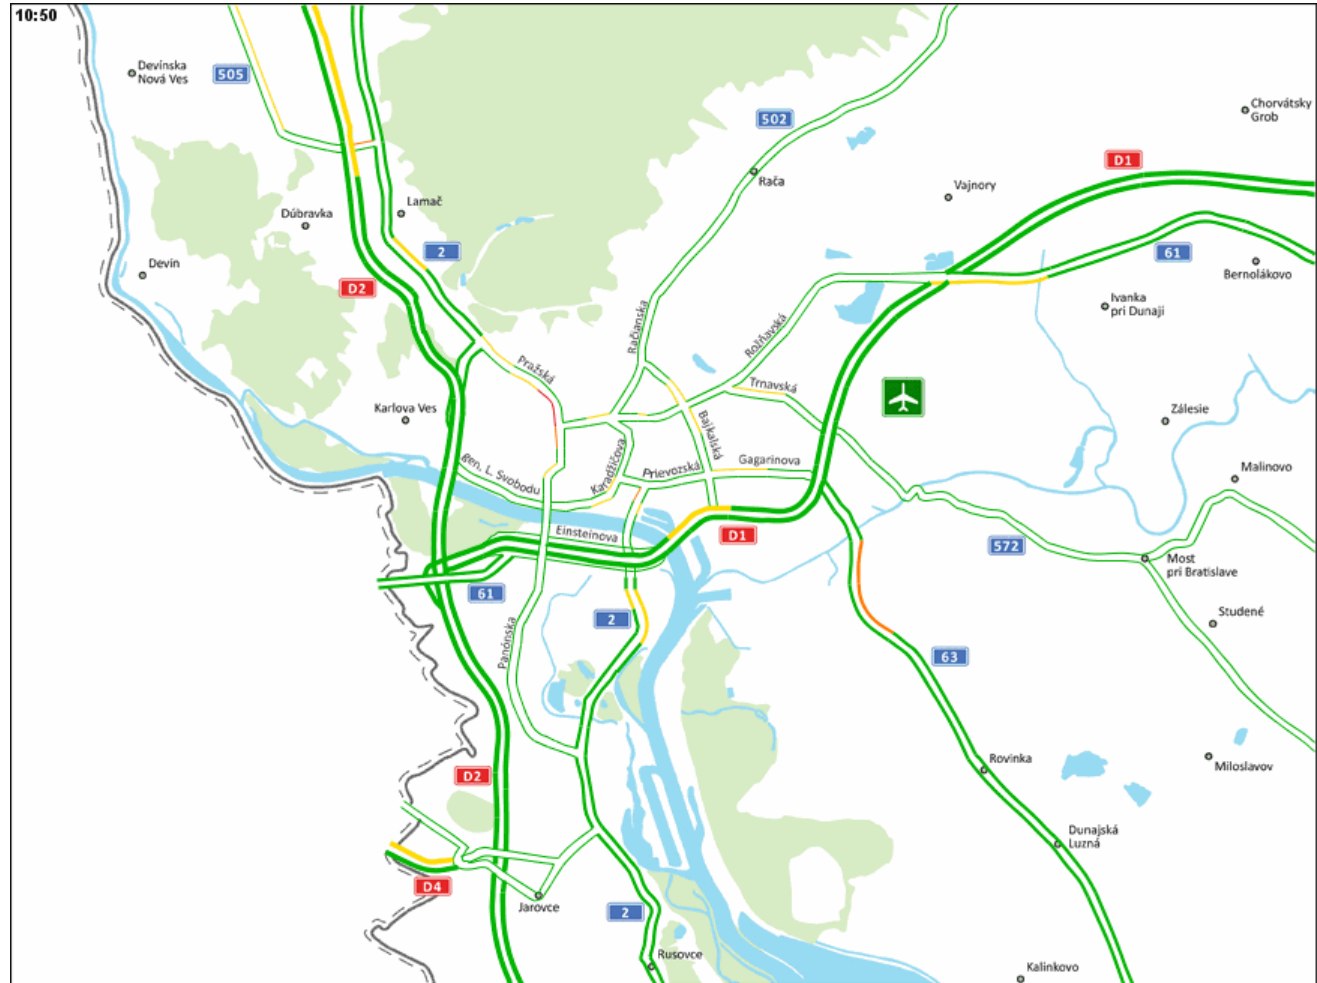 10:50
Devínska
Nová Ves
505
Chorvátsky
Grob
502
D1
Rača
Vajnory
Lamač
Dúbravka
2
61
Devín
Bernolákovo
D2
Ivanka
pri Dunaji
Račianska
Rožňavská
Pražská
Trnavská
Karlova Ves
Zálesie
Bajkalská
gen. L. Svobodu
Karadžičova
Prievozská
Gagarinova
Malinovo
Einsteinova
D1
572
Most
pri Bratislave
61
2
Studené
Panónska
63
D2
Rovinka
Miloslavov
Dunajská
Luzná
D4
Jarovce
2
Rusovce
Kalinkovo